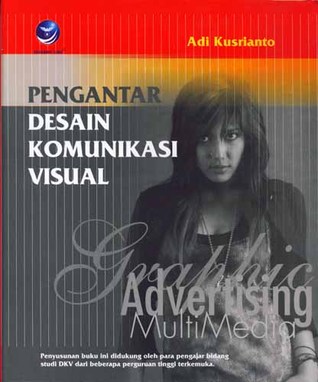 Adi Kusrianto
PENGANTAR
DESAIN
KOMUNIKASI
VISUAL
Graphic
Advertising
MultiMedia
Penyusunan buku ini didukung oleh para pengajar bidang
studi DKV dari beberapa perguruan tinggi terkemuka.